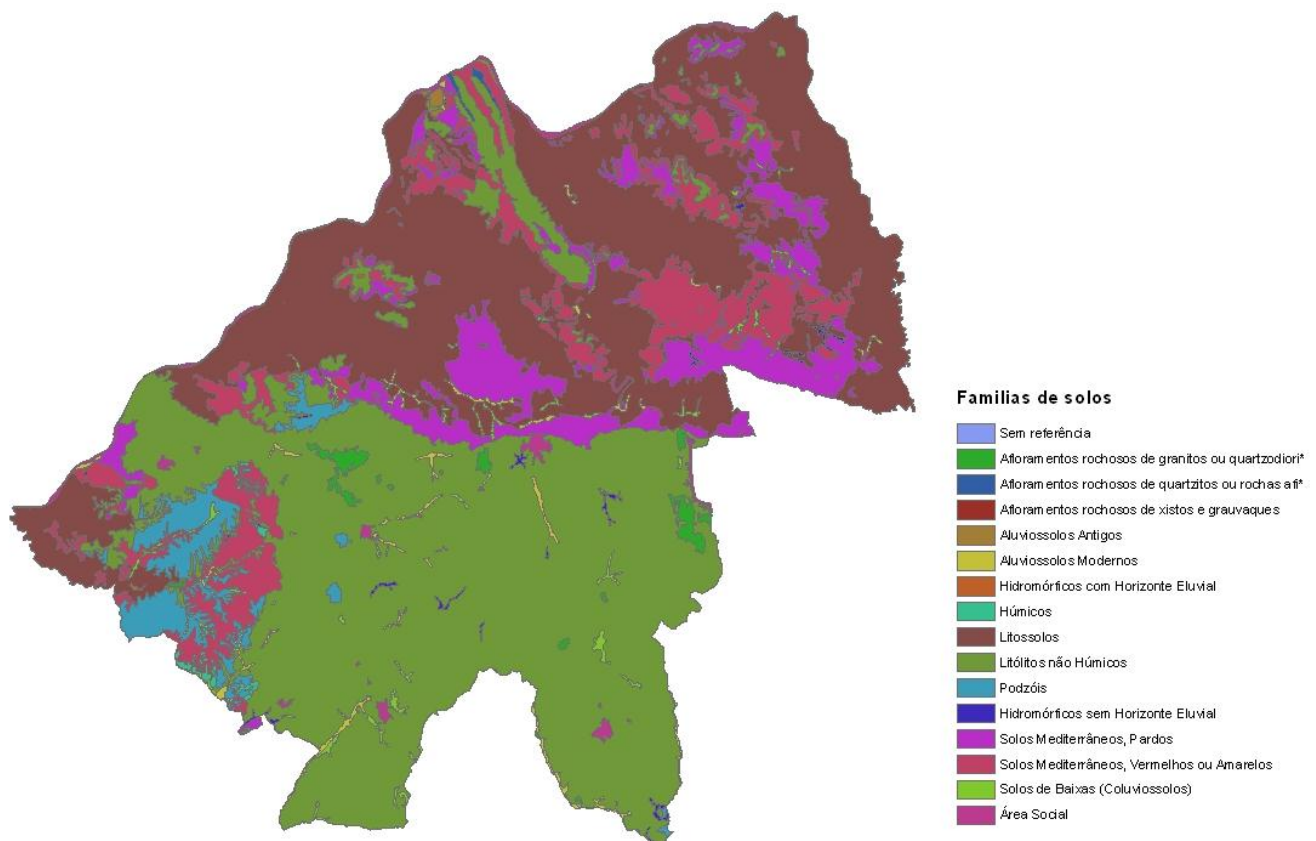 Familias de solos
Sem referência
Afloramentos rochosos de granitos ou quartzodiori*
Afloramentos rochosos de quartzitos ou rochas afi*
Afloramentos rochosos de xistos e grauvaques
Aluviossolos Antigos
Aluviossolos Modernos
Hidromórficos com Horizonte Eluvial
Húmicos
Litossolos
Litólitos não Húmicos
Podzóis
Hidromórficos sem Horizonte Eluvial
Solos Mediterrâneos, Pardos
Solos Mediterrâneos, Vermelhos ou Amarelos
Solos de Baixas (Coluviossolos)
Área Social